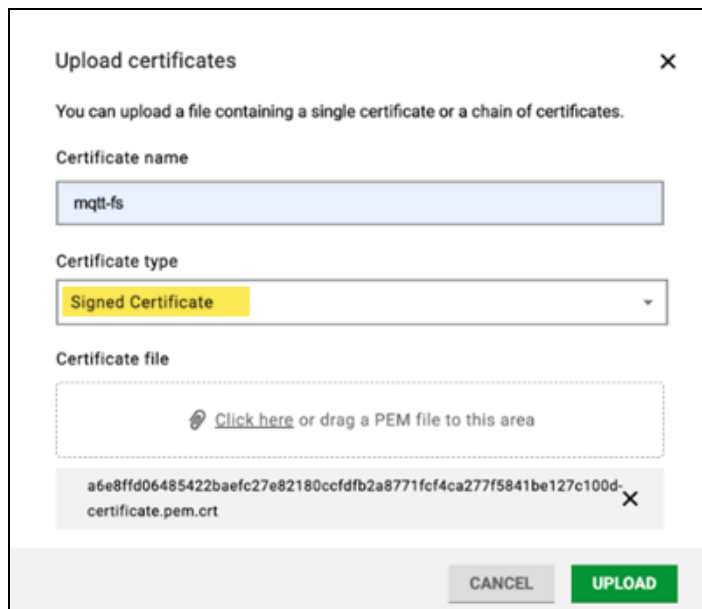 Upload certificates
You can upload a file containing a single certificate or a chain of certificates.
Certificate name
mqtt-fs
Certificate type
Signed Certificate
Certificate file
Click here or drag a PEM file to this area
a6e8ffd06485422baefc27e82180ccfdfb2a8771fcf4ca277f5841be127c100d-
certificate.pem.crt
CANCEL
UPLOAD